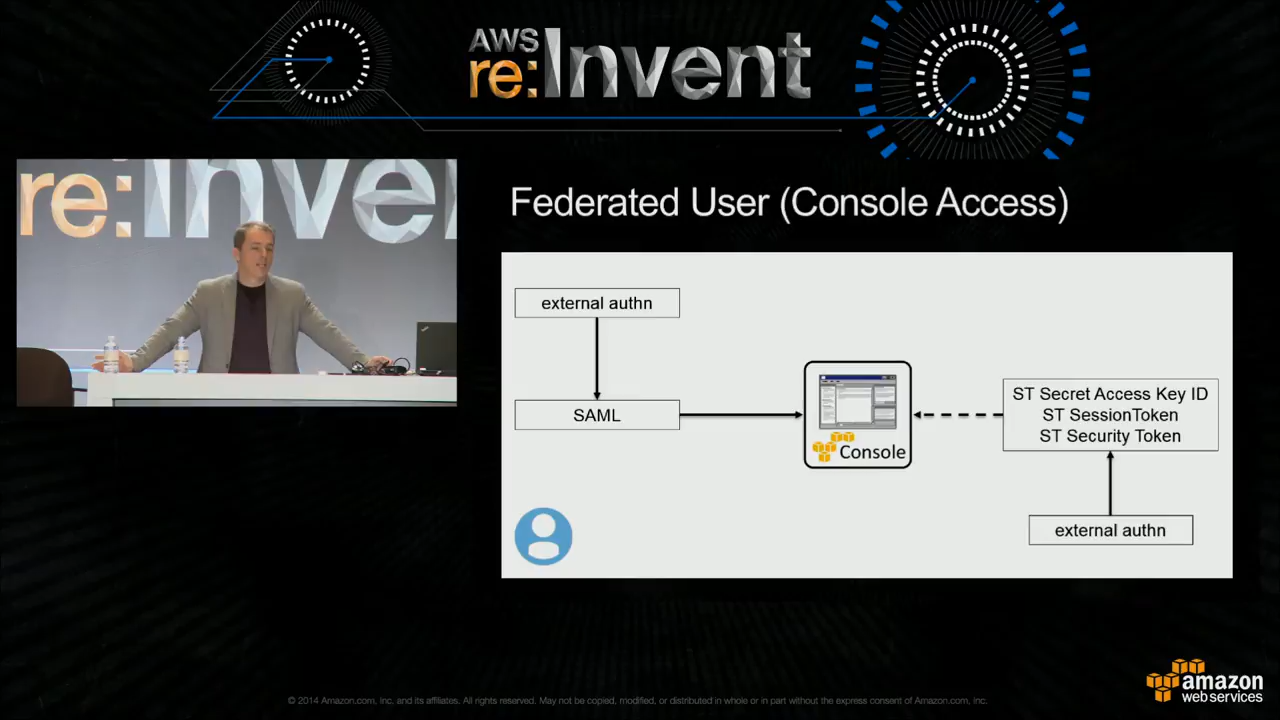 AWS
re:Invent
re:Inve
Federated User (Console Access)
external authn
SAML
Console
ST Secret Access Key ID
ST SessionToken
ST Security Token
external authn
amazon
web services
© 2014 Amazon.com, Inc, and its affiliates. All rights reserved. May not be copied, modified, or distributed in whole or in part without the express consent of Amazon.com, inc.